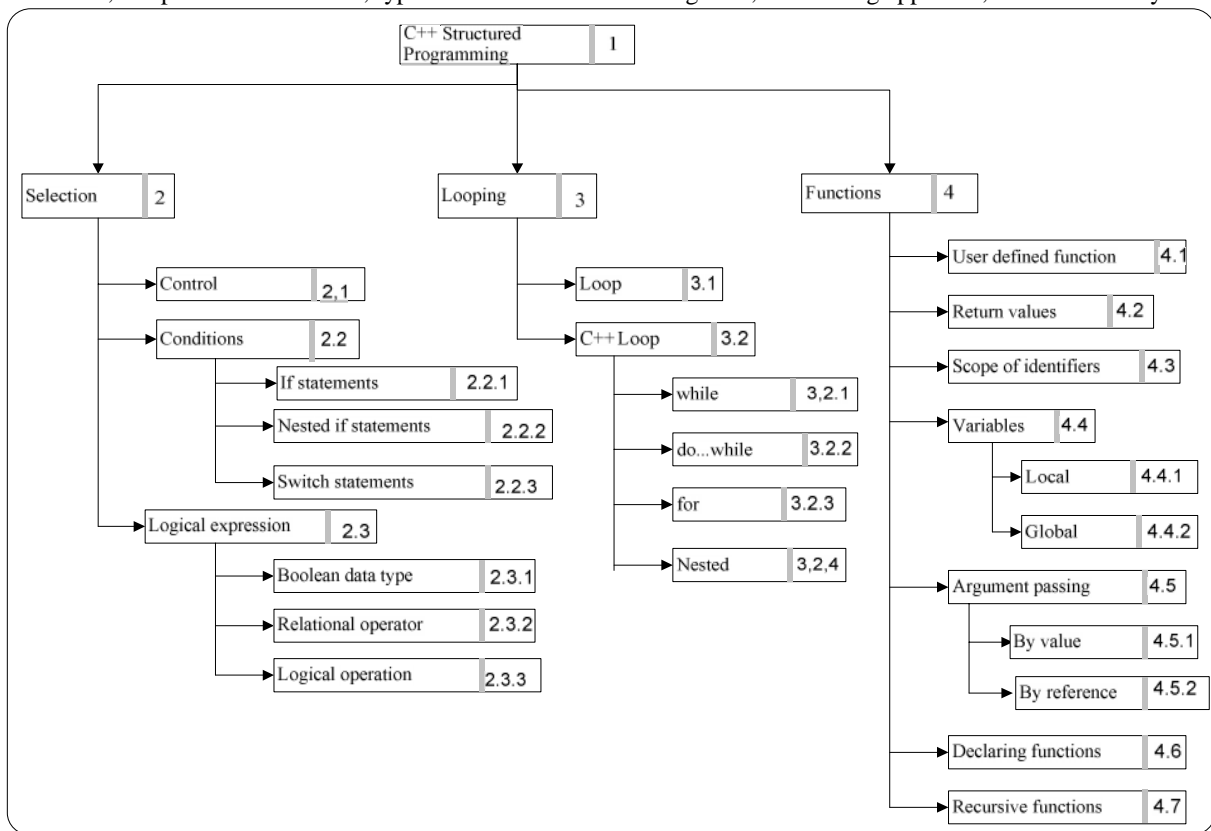 C++ Structured
Programming 1
Selection 2
Control 2,1
Conditions 2.2
If statements 2.2.1
Nested if statements 2.2.2
Switch statements 2.2.3
Logical expression 2.3
Boolean data type 2.3.1
Relational operator 2.3.2
Logical operation 2.3.3
Looping 3
Loop 3.1
C++ Loop 3.2
while 3,2.1
do...while 3.2.2
for 3.2.3
Nested 3,2,4
Functions 4
User defined function 4.1
Return values 4.2
Scope of identifiers 4.3
Variables 4.4
Local 4.4.1
Global 4.4.2
Argument passing 4.5
By value 4.5.1
By reference 4.5.2
Declaring functions 4.6
Recursive functions 4.7